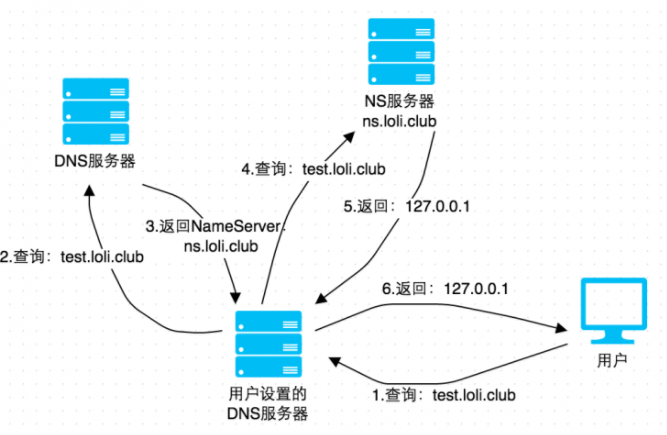 NS服务器
ns.loli.club
DNS服务器
4.查询：test.loli.club
5.返回：127.0.0.1
3.返回NameServer:
ns.loli.club
2.查询：test.loli.club
6.返回：127.0.0.1
用户
用户设置的
DNS服务器
1.查询：test.loli.club